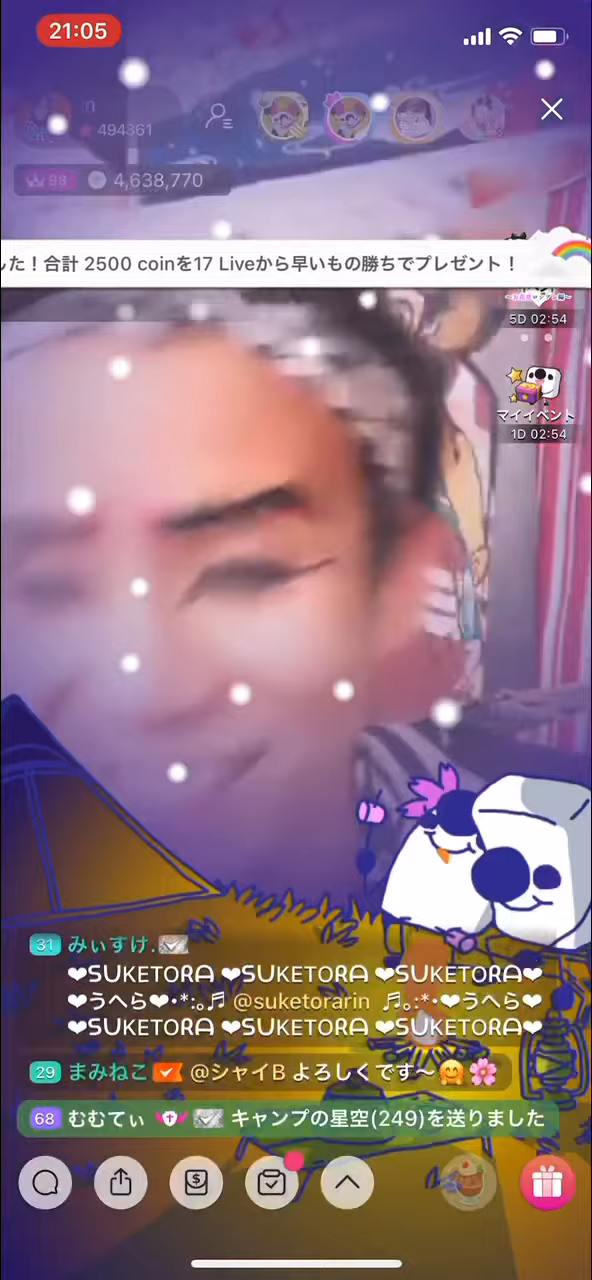 21:05
n
494361
98
4,638,770
した！合計 2500 coinを17 Liveから早いもの勝ちでプレゼント！
5D 02:54
マイイベント
1D 02:54
31 みぃすけ.
❤SUKETORA ❤SUKETORA ❤SUKETORA❤
❤うへら❤•*:｡♬ @suketorarin ♬｡:*•❤うへら❤
❤SUKETORA ❤SUKETORA ❤SUKETORA❤
29 まみねこ @シャイB よろしくです〜🤗🌸
68 むむてぃ キャンプの星空(249)を送りました